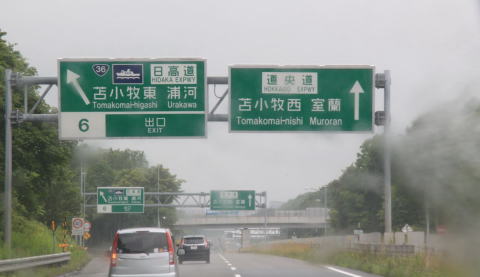 36 日高道
HIDAKA EXPWY
苫小牧東 浦河
Tomakomai-higashi Urakawa
6 出口
EXIT
道央道
HOKKAIDO EXPWY
苫小牧西 室蘭
Tomakomai-nishi Muroran